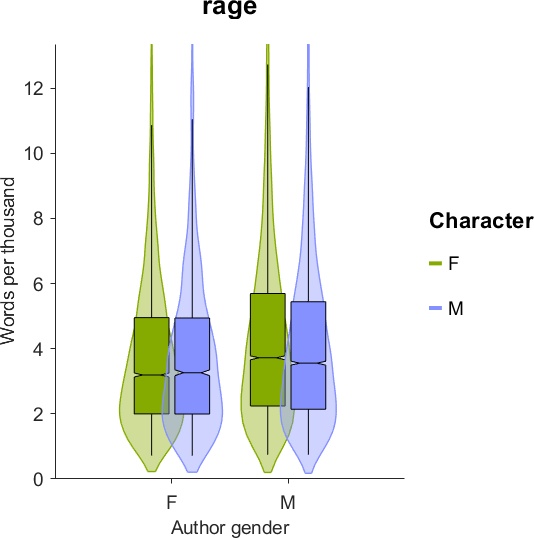 rage
Words per thousand
12
10
8
6
4
2
0
F
M
Author gender
Character
F
M